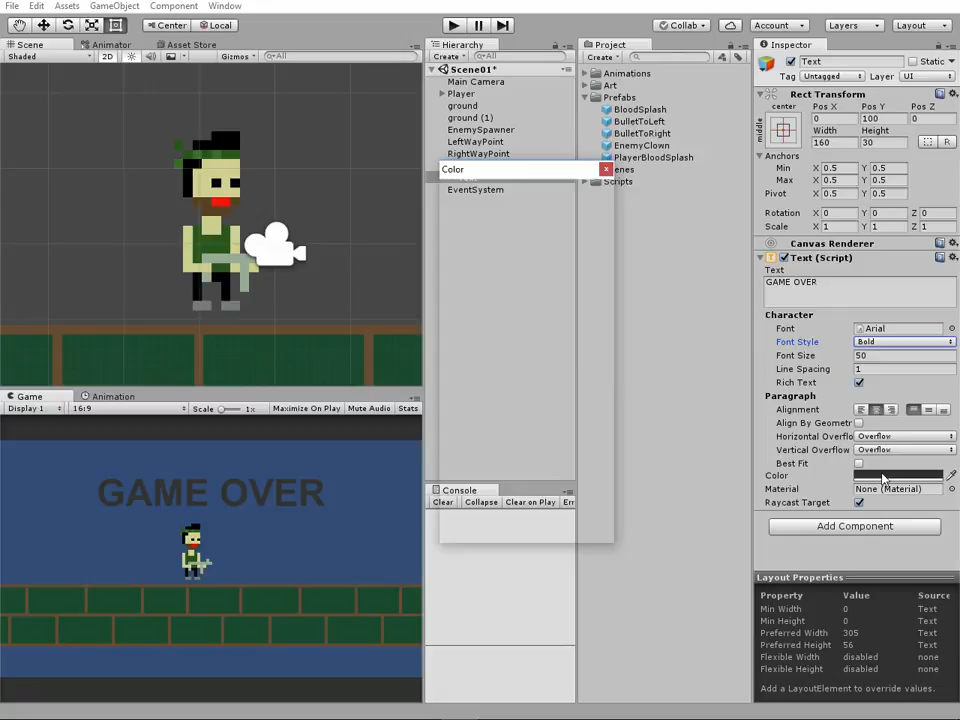 File Edit Assets GameObject Component Window
Center Local Collab Account Layers Layout
Scene Animator Asset Store
Shaded 2D Gizmos All
Hierarchy
Create All
Scene01*
Main Camera
Player
ground
ground (1)
EnemySpawner
LeftWayPoint
RightWayPoint
EventSystem
Color x
Project
Create
Animations
Art
Prefabs
BloodSplash
BulletToLeft
BulletToRight
EnemyClown
PlayerBloodSplash
enes
Scripts
Game Animation
Display 1 16:9 Scale 1x Maximize On Play Mute Audio Stats
GAME OVER
Console
Clear Collapse Clear on Play Err
Inspector
Text Static
Tag Untagged Layer UI
Rect Transform
center Pos X Pos Y Pos Z
middle 0 100 0
Width Height
160 30 R
Anchors
Min X 0.5 Y 0.5
Max X 0.5 Y 0.5
Pivot X 0.5 Y 0.5
Rotation X 0 Y 0 Z 0
Scale X 1 Y 1 Z 1
Canvas Renderer
Text (Script)
Text
GAME OVER
Character
Font Arial
Font Style Bold
Font Size 50
Line Spacing 1
Rich Text
Paragraph
Alignment
Align By Geometr
Horizontal Overflo Overflow
Vertical Overflow Overflow
Best Fit
Color
Material None (Material)
Raycast Target
Add Component
Layout Properties
Property Value Source
Min Width 0 Text
Min Height 0 Text
Preferred Width 305 Text
Preferred Height 56 Text
Flexible Width disabled none
Flexible Height disabled none
Add a LayoutElement to override values.